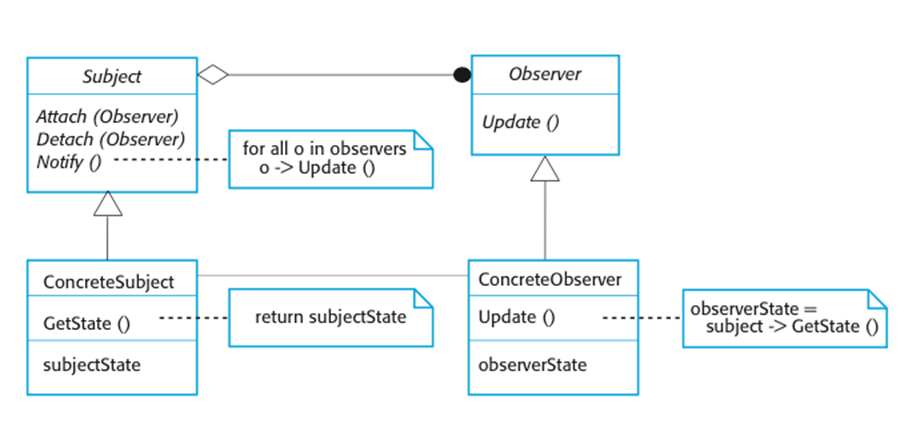 Subject
Attach (Observer)
Detach (Observer)
Notify ()
for all o in observers
o -> Update ()
Observer
Update ()
ConcreteSubject
GetState ()
subjectState
return subjectState
ConcreteObserver
Update ()
observerState
observerState =
subject -> GetState ()